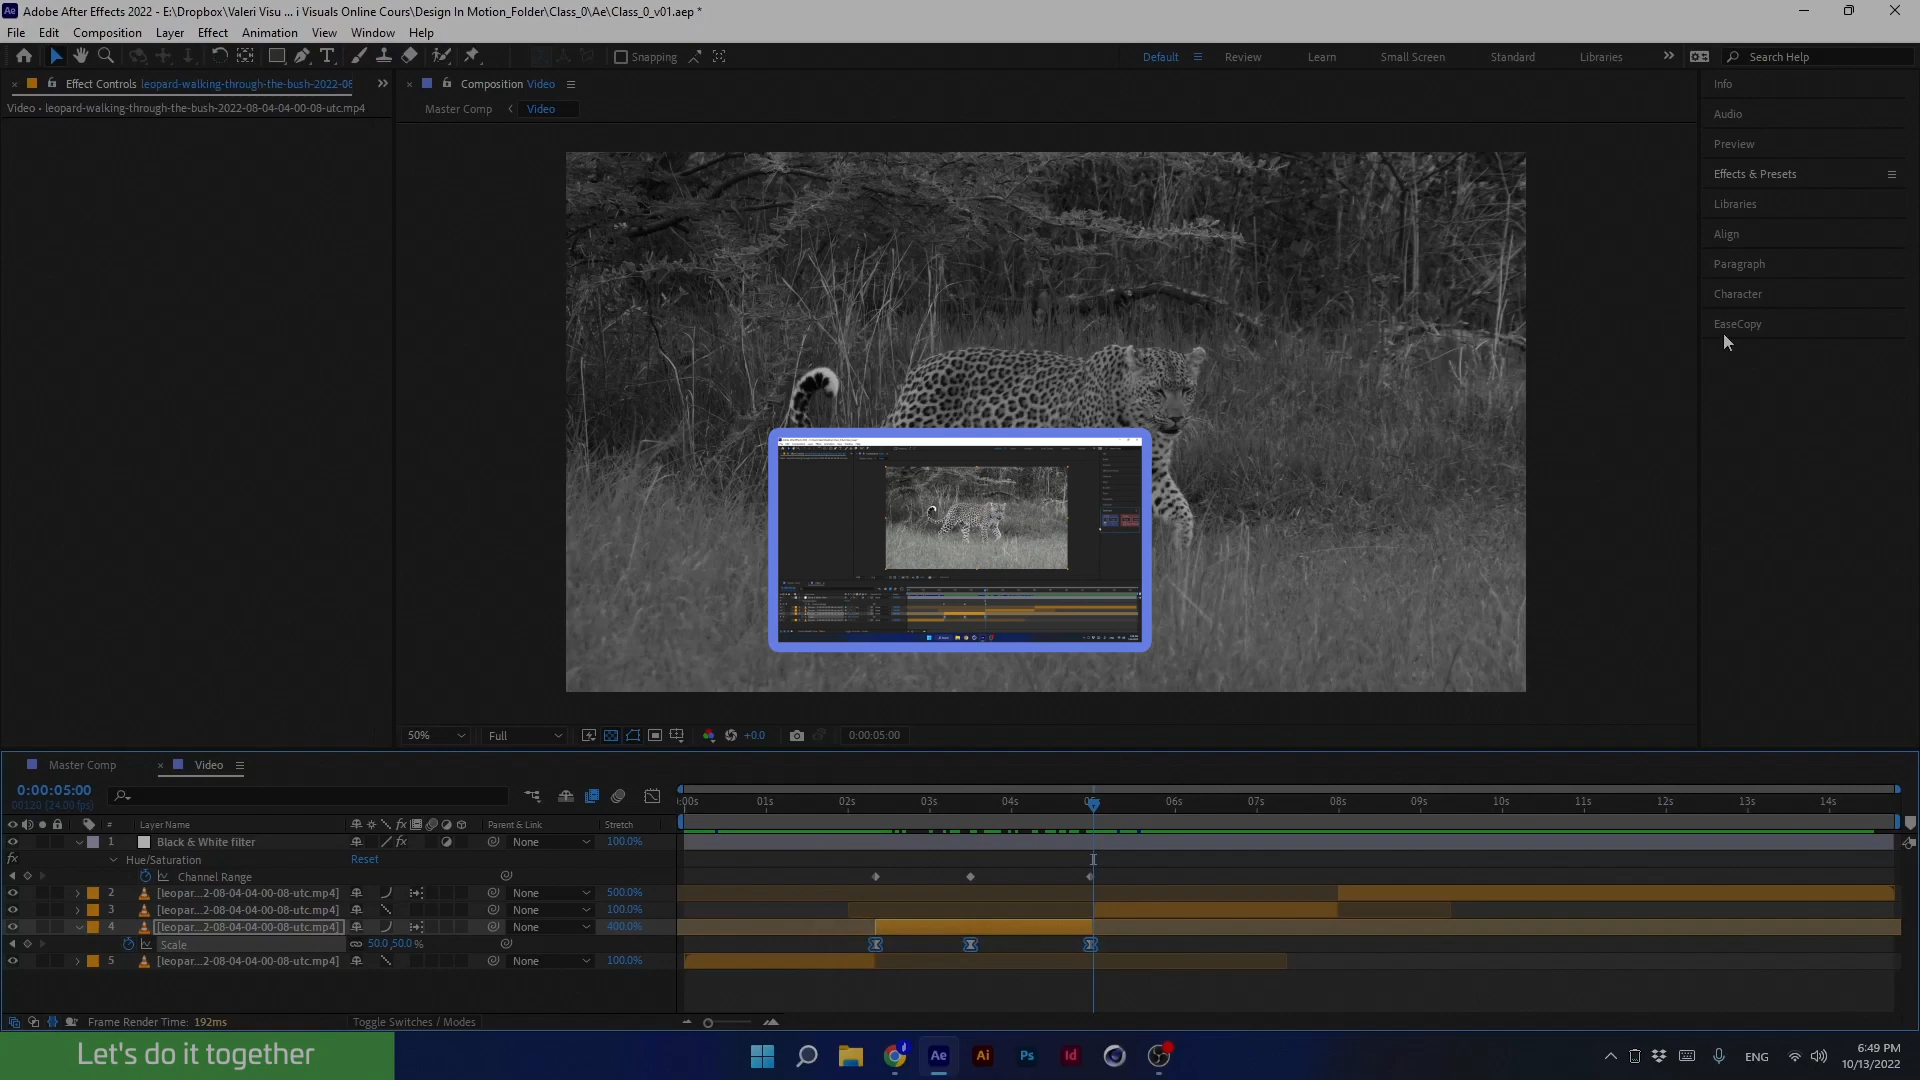 Adobe After Effects 2022 - E:\Dropbox\Valeri Visu ... i Visuals Online Cours\Design In Motion_Folder\Class_0\Ae\Class_0_v01.aep *
File Edit Composition Layer Effect Animation View Window Help
Snapping Default Review Learn Small Screen Standard Libraries Search Help
Effect Controls leopard-walking-through-the-bush-2022-08
Composition Video
Info
Video • leopard-walking-through-the-bush-2022-08-04-04-00-08-utc.mp4
Master Comp Video
Audio
Preview
Effects & Presets
Libraries
Align
Paragraph
Character
EaseCopy
50% Full +0.0 0:00:05:00
Master Comp Video
0:00:05:00
00120 (24.00 fps)
:00s 01s 02s 03s 04s 05s 06s 07s 08s 09s 10s 11s 12s 13s 14s
# Layer Name fx Parent & Link Stretch
1 Black & White filter fx None 100.0%
fx Hue/Saturation Reset
Channel Range
2 [leopar...2-08-04-04-00-08-utc.mp4] None 500.0%
3 [leopar...2-08-04-04-00-08-utc.mp4] None 100.0%
4 [leopar...2-08-04-04-00-08-utc.mp4] None 400.0%
Scale 50.0,50.0 %
5 [leopar...2-08-04-04-00-08-utc.mp4] None 100.0%
Frame Render Time: 192ms Toggle Switches / Modes
Let's do it together
Ae Ai Ps Id
ENG
6:49 PM
10/13/2022